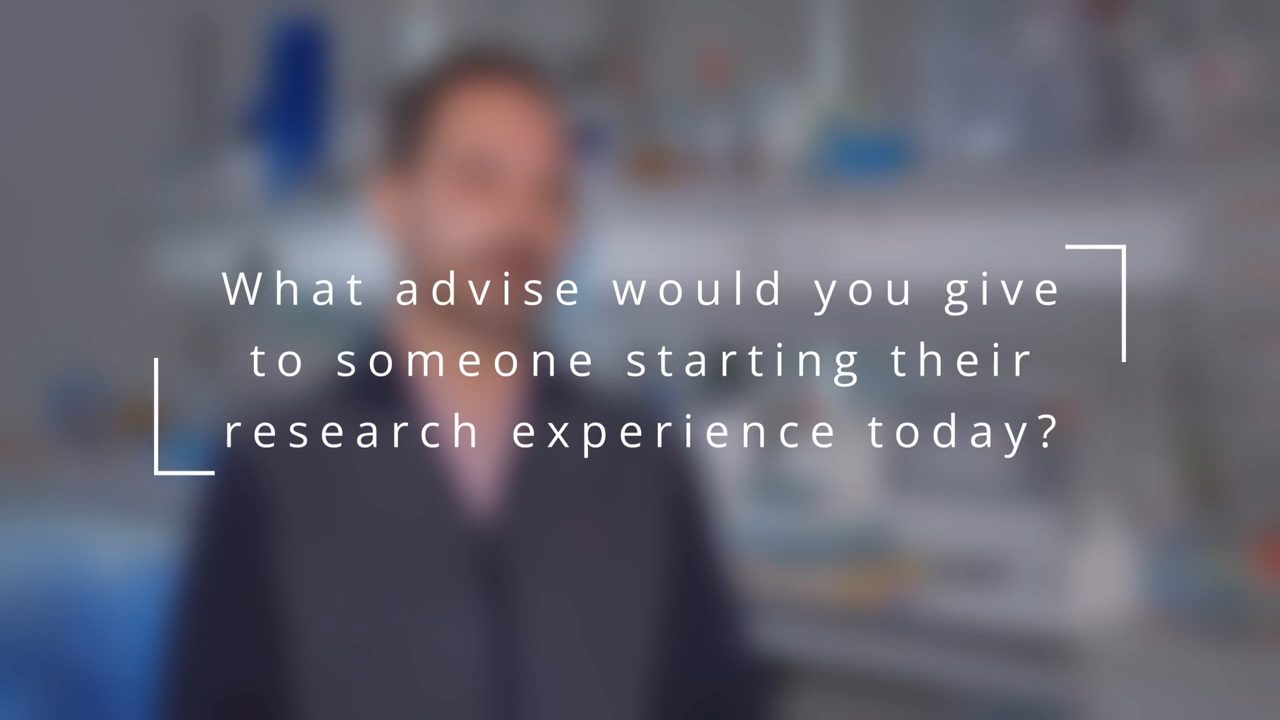 What advise would you give
to someone starting their
research experience today?